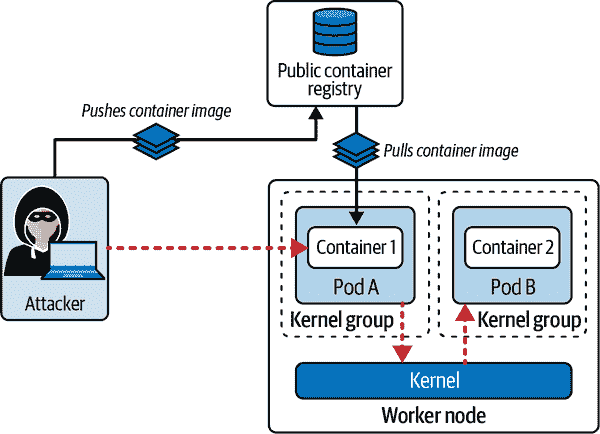 Public container
registry
Pushes container image
Pulls container image
Attacker
Container 1
Pod A
Kernel group
Container 2
Pod B
Kernel group
Kernel
Worker node